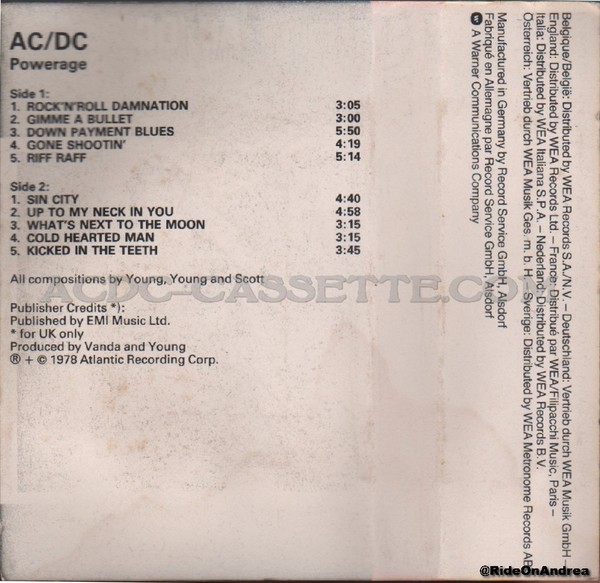 AC/DC
Powerage
Side 1:
1. ROCK'N'ROLL DAMNATION 3:05
2. GIMME A BULLET 3:00
3. DOWN PAYMENT BLUES 5:50
4. GONE SHOOTIN' 4:19
5. RIFF RAFF 5:14
Side 2:
1. SIN CITY 4:40
2. UP TO MY NECK IN YOU 4:58
3. WHAT'S NEXT TO THE MOON 3:15
4. COLD HEARTED MAN 3:15
5. KICKED IN THE TEETH 3:45
All compositions by Young, Young and Scott
ACDC-CASSETTE.COM
Publisher Credits *):
Published by EMI Music Ltd.
* for UK only
Produced by Vanda and Young
℗ + © 1978 Atlantic Recording Corp.
Belgique/België: Distributed by WEA Records S.A./N.V. – Deutschland: Vertrieb durch WEA Musik GmbH –
England: Distributed by WEA Records Ltd. – France: Distribué par WEA/Filipacchi Music, Paris –
Italia: Distributed by WEA Italiana S.P.A. – Nederland: Distributed by WEA Records B.V.
Österreich: Vertrieb durch WEA Musik Ges. m. b. H. Sverige: Distributed by WEA Metronome Records AB
Manufactured in Germany by Record Service GmbH, Alsdorf
Fabriqué en Allemagne par Record Service GmbH, Alsdorf
A Warner Communications Company
@RideOnAndrea